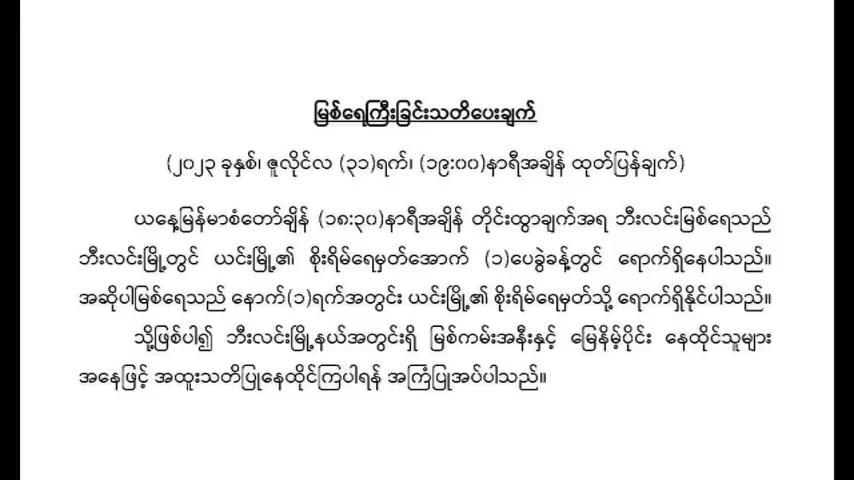 မြစ်ရေကြီးခြင်းသတိပေးချက်
(၂၀၂၃ ခုနှစ်၊ ဇူလိုင်လ (၃၁)ရက်၊ (၁၉:၀၀)နာရီအချိန် ထုတ်ပြန်ချက်)
ယနေ့မြန်မာစံတော်ချိန် (၁၈:၃၀)နာရီအချိန် တိုင်းထွာချက်အရ ဘီးလင်းမြစ်ရေသည်
ဘီးလင်းမြို့တွင် ယင်းမြို့၏ စိုးရိမ်ရေမှတ်အောက် (၁)ပေခွဲခန့်တွင် ရောက်ရှိနေပါသည်။
အဆိုပါမြစ်ရေသည် နောက်(၁)ရက်အတွင်း ယင်းမြို့၏ စိုးရိမ်ရေမှတ်သို့ ရောက်ရှိနိုင်ပါသည်။
သို့ဖြစ်ပါ၍ ဘီးလင်းမြို့နယ်အတွင်းရှိ မြစ်ကမ်းအနီးနှင့် မြေနိမ့်ပိုင်း နေထိုင်သူများ
အနေဖြင့် အထူးသတိပြုနေထိုင်ကြပါရန် အကြံပြုအပ်ပါသည်။